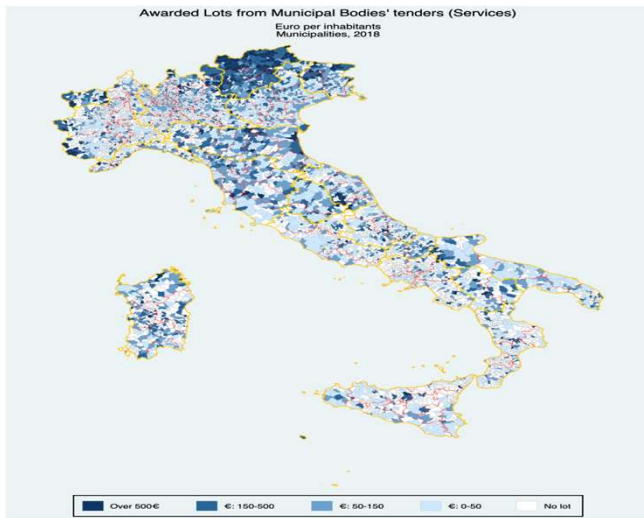 Awarded Lots from Municipal Bodies' tenders (Services)
Euro per inhabitants
Municipalities, 2018
Over 500€ €: 150-500 €: 50-150 €: 0-50 No lot